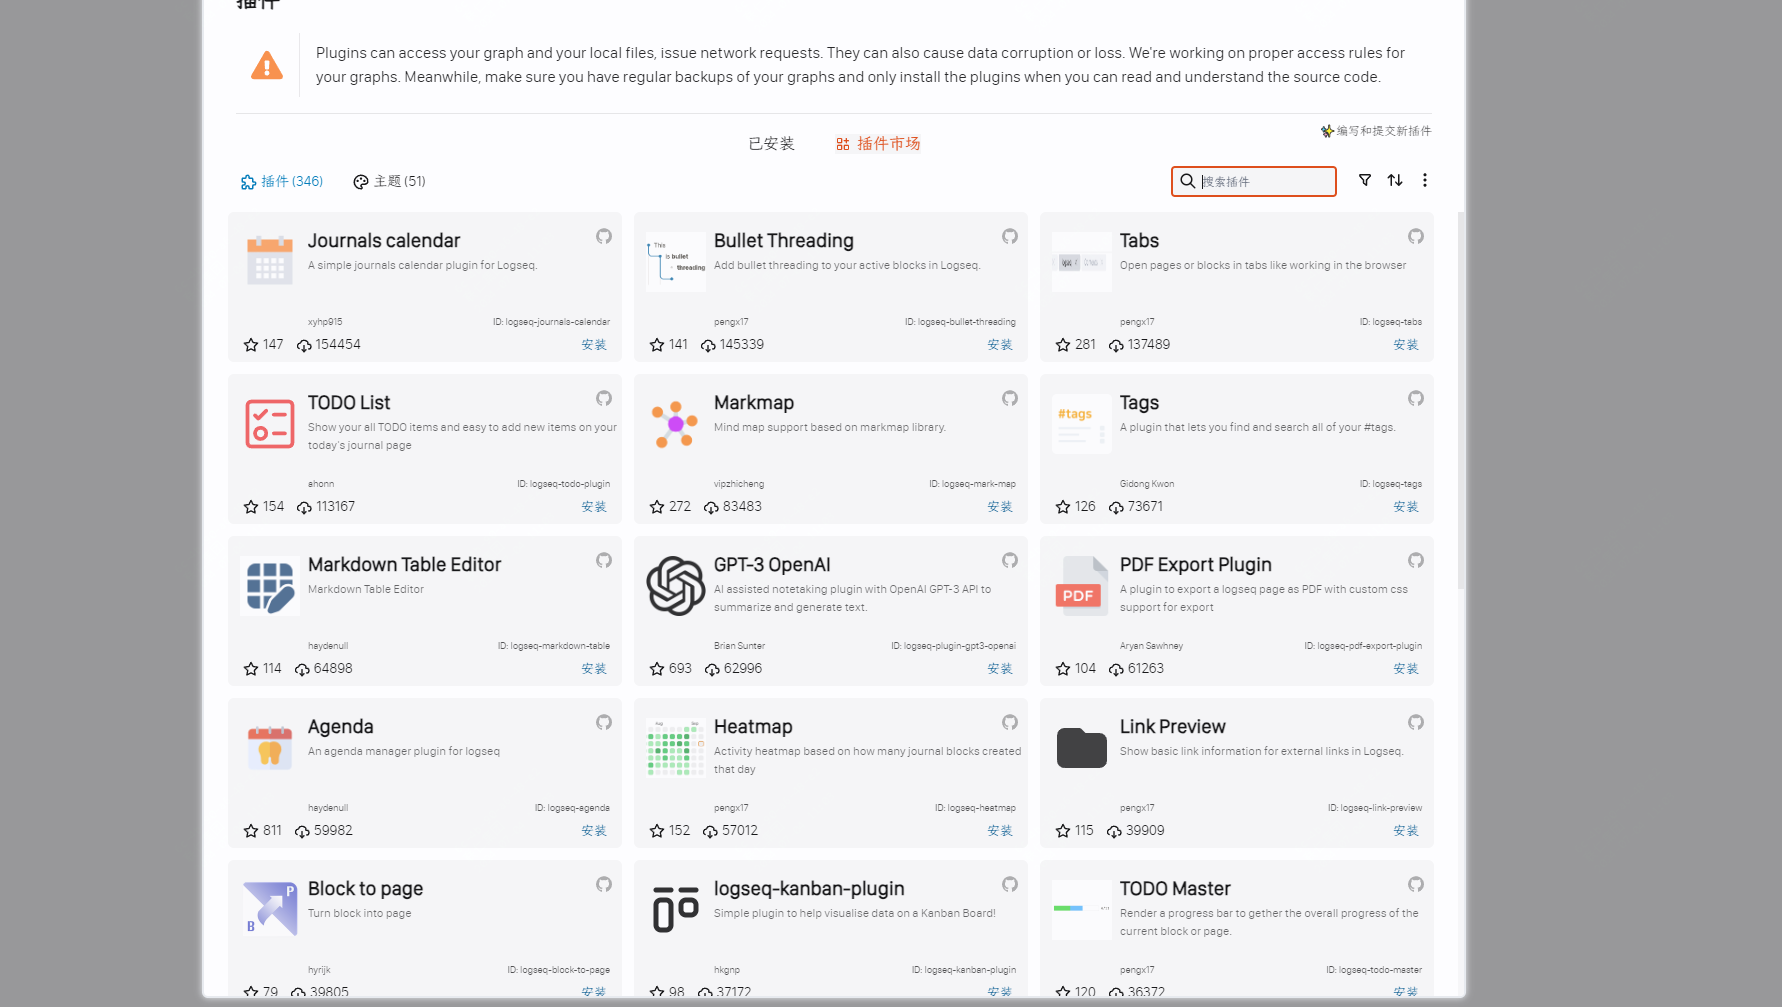 插件
Plugins can access your graph and your local files, issue network requests. They can also cause data corruption or loss. We're working on proper access rules for
your graphs. Meanwhile, make sure you have regular backups of your graphs and only install the plugins when you can read and understand the source code.
编写和提交新插件
已安装 插件市场
插件 (346) 主题 (51) 搜索插件
Journals calendar
A simple journals calendar plugin for Logseq.
xyhp915 ID: logseq-journals-calendar
147 154454 安装
This
is bullet
threading
Bullet Threading
Add bullet threading to your active blocks in Logseq.
pengx17 ID: logseq-bullet-threading
141 145339 安装
Tabs
Open pages or blocks in tabs like working in the browser
pengx17 ID: logseq-tabs
281 137489 安装
TODO List
Show your all TODO items and easy to add new items on your
today's journal page
ahonn ID: logseq-todo-plugin
154 113167 安装
Markmap
Mind map support based on markmap library.
vipzhicheng ID: logseq-mark-map
272 83483 安装
#tags
Tags
A plugin that lets you find and search all of your #tags.
Gidong Kwon ID: logseq-tags
126 73671 安装
Markdown Table Editor
Markdown Table Editor
haydenull ID: logseq-markdown-table
114 64898 安装
GPT-3 OpenAI
AI assisted notetaking plugin with OpenAI GPT-3 API to
summarize and generate text.
Brian Sunter ID: logseq-plugin-gpt3-openai
693 62996 安装
PDF
PDF Export Plugin
A plugin to export a logseq page as PDF with custom css
support for export
Aryan Sawhney ID: logseq-pdf-export-plugin
104 61263 安装
Agenda
An agenda manager plugin for logseq
haydenull ID: logseq-agenda
811 59982 安装
Heatmap
Activity heatmap based on how many journal blocks created
that day
pengx17 ID: logseq-heatmap
152 57012 安装
Link Preview
Show basic link information for external links in Logseq.
pengx17 ID: logseq-link-preview
115 39909 安装
P
B
Block to page
Turn block into page
hyrijk ID: logseq-block-to-page
79 39805 安装
logseq-kanban-plugin
Simple plugin to help visualise data on a Kanban Board!
hkgnp ID: logseq-kanban-plugin
98 37172 安装
TODO Master
Render a progress bar to gether the overall progress of the
current block or page.
pengx17 ID: logseq-todo-master
120 36372 安装